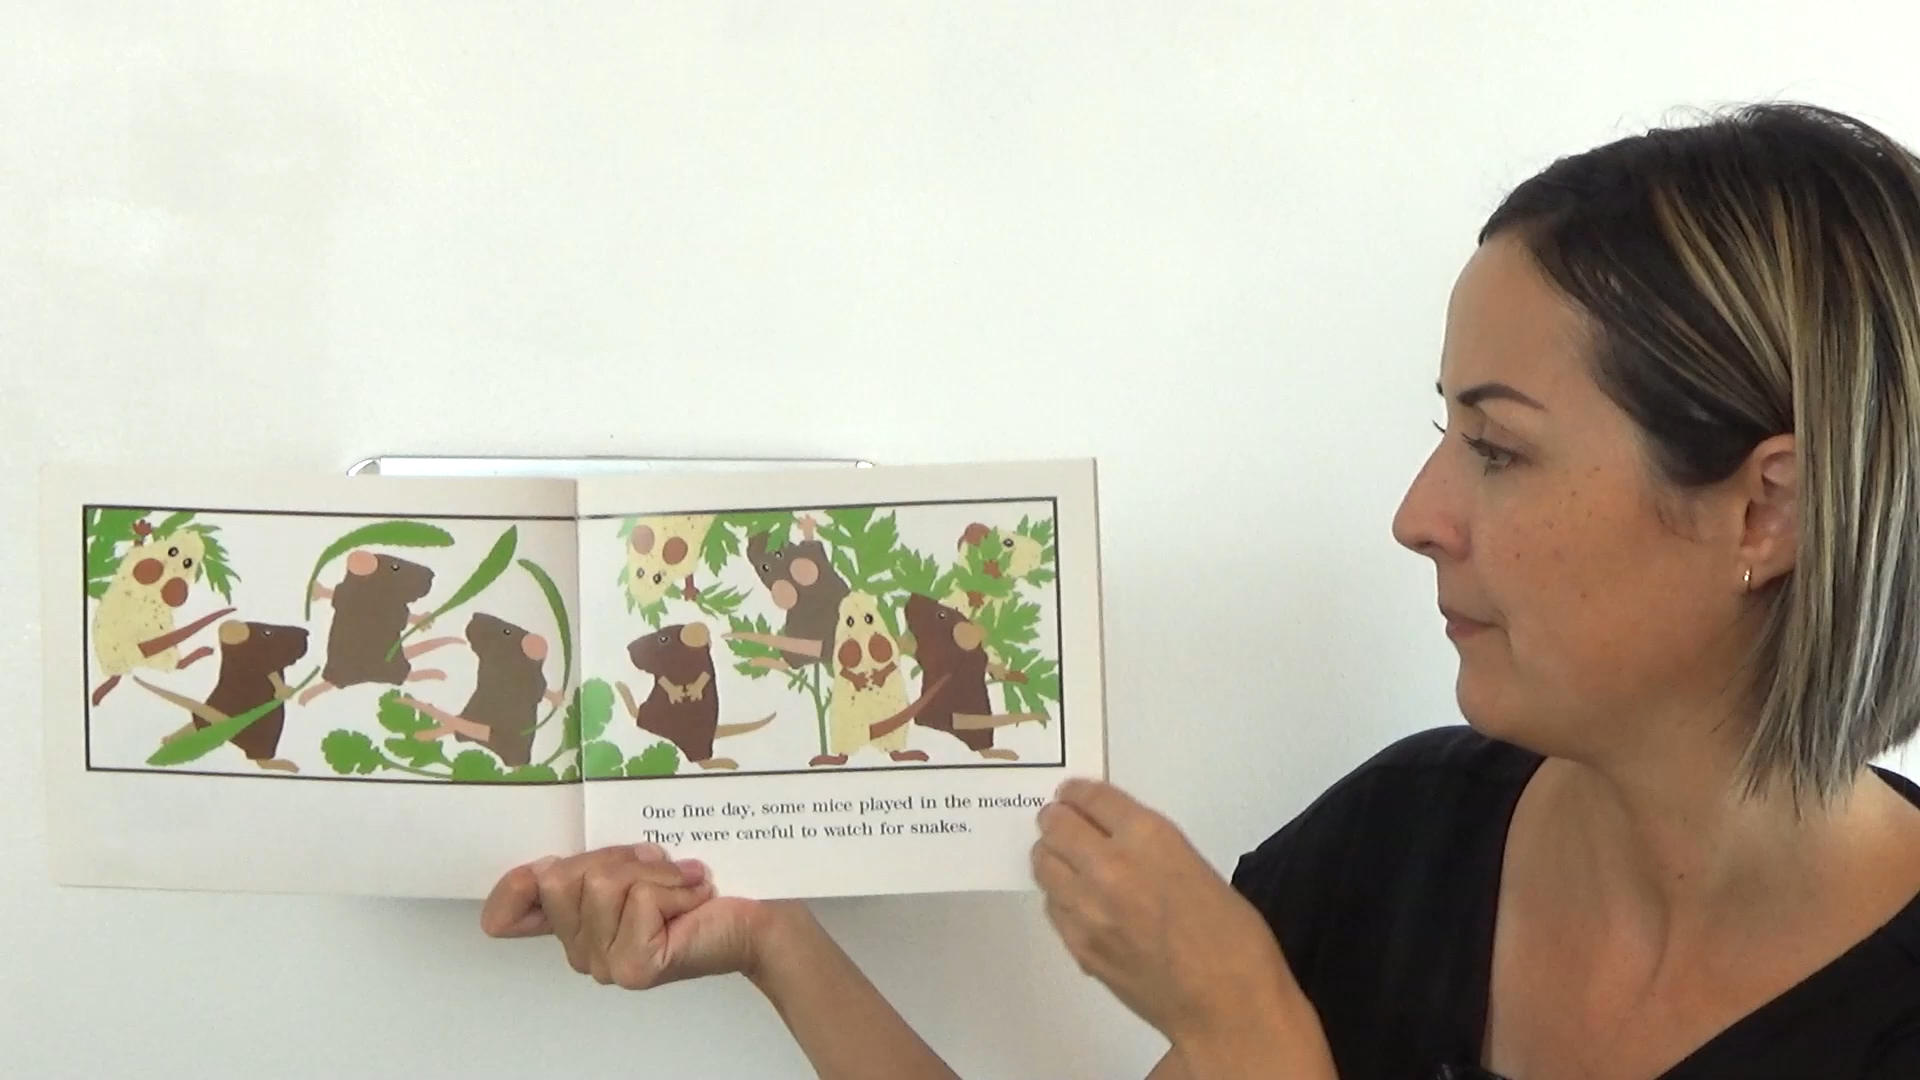 One fine day, some mice played in the meadow.
They were careful to watch for snakes.